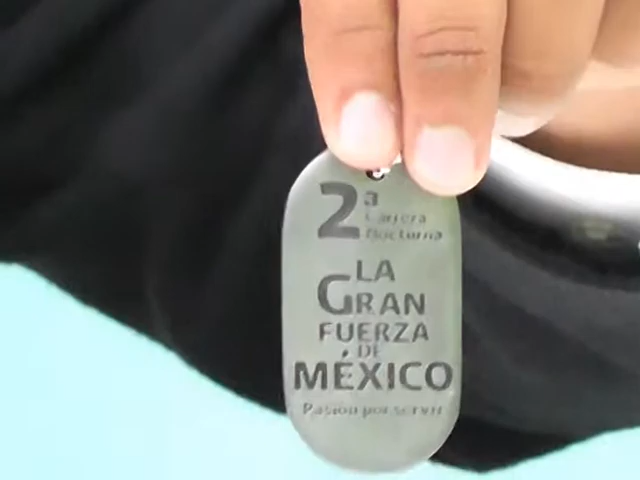 2ª Carrera
Nocturna
LA
GRAN
FUERZA
DE
MÉXICO
Pasión por servir